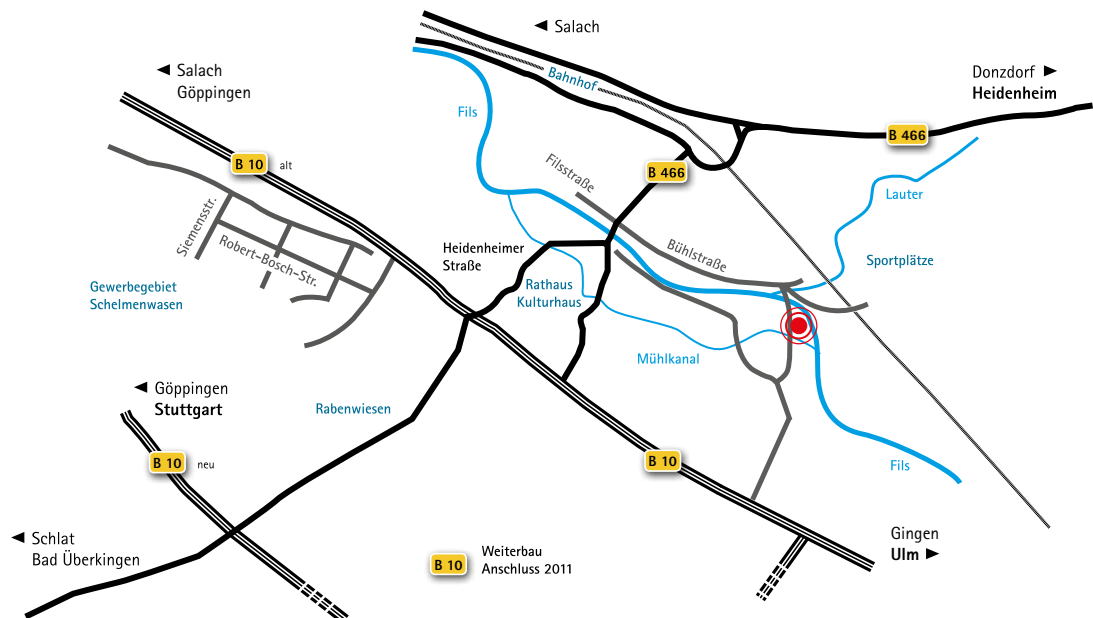 Salach
Salach
Göppingen
Bahnhof
Donzdorf
Heidenheim
Fils
B 466
B 10 alt
B 466
Filsstraße
Lauter
Siemensstr.
Robert-Bosch-Str.
Heidenheimer
Straße
Bühlstraße
Sportplätze
Gewerbegebiet
Schelmenwasen
Rathaus
Kulturhaus
Mühlkanal
Göppingen
Stuttgart
Rabenwiesen
B 10 neu
B 10
Fils
Schlat
Bad Überkingen
Gingen
Ulm
B 10
Weiterbau
Anschluss 2011